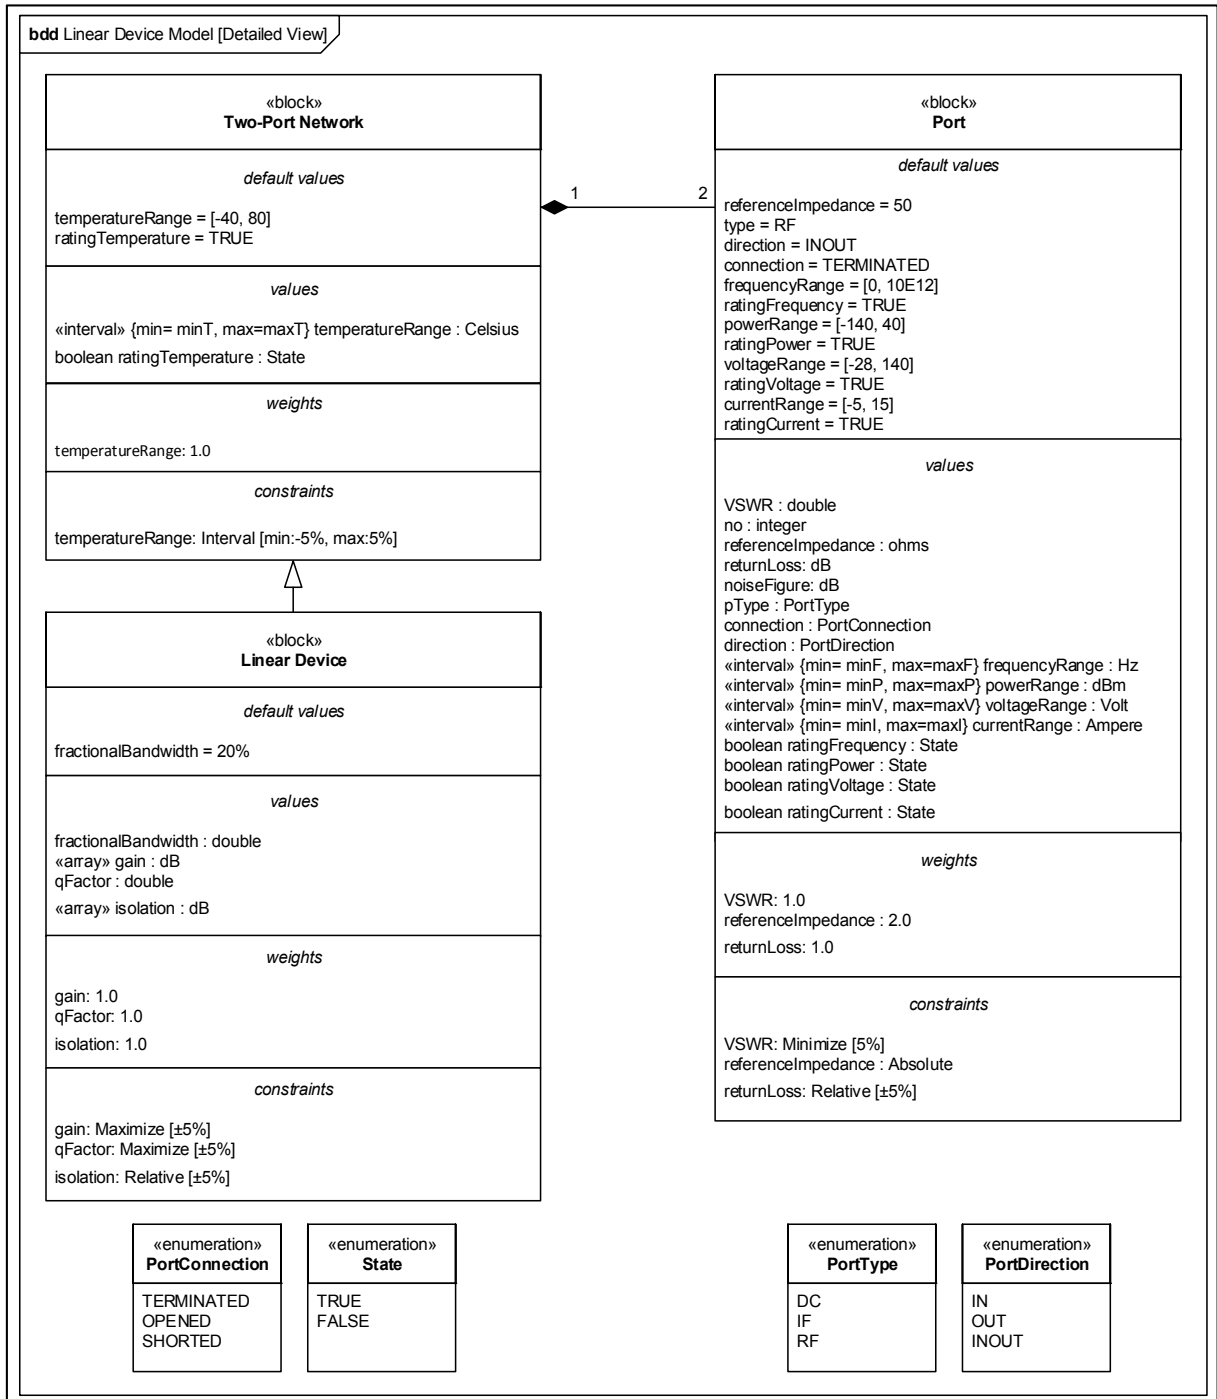 bdd Linear Device Model [Detailed View]
«block»
Two-Port Network
default values
temperatureRange = [-40, 80]
ratingTemperature = TRUE
values
«interval» {min= minT, max=maxT} temperatureRange : Celsius
boolean ratingTemperature : State
weights
temperatureRange: 1.0
constraints
temperatureRange: Interval [min:-5%, max:5%]
1
2
«block»
Port
default values
referenceImpedance = 50
type = RF
direction = INOUT
connection = TERMINATED
frequencyRange = [0, 10E12]
ratingFrequency = TRUE
powerRange = [-140, 40]
ratingPower = TRUE
voltageRange = [-28, 140]
ratingVoltage = TRUE
currentRange = [-5, 15]
ratingCurrent = TRUE
values
VSWR : double
no : integer
referenceImpedance : ohms
returnLoss: dB
noiseFigure: dB
pType : PortType
connection : PortConnection
direction : PortDirection
«interval» {min= minF, max=maxF} frequencyRange : Hz
«interval» {min= minP, max=maxP} powerRange : dBm
«interval» {min= minV, max=maxV} voltageRange : Volt
«interval» {min= minI, max=maxI} currentRange : Ampere
boolean ratingFrequency : State
boolean ratingPower : State
boolean ratingVoltage : State
boolean ratingCurrent : State
weights
VSWR: 1.0
referenceImpedance : 2.0
returnLoss: 1.0
constraints
VSWR: Minimize [5%]
referenceImpedance : Absolute
returnLoss: Relative [±5%]
«block»
Linear Device
default values
fractionalBandwidth = 20%
values
fractionalBandwidth : double
«array» gain : dB
qFactor : double
«array» isolation : dB
weights
gain: 1.0
qFactor: 1.0
isolation: 1.0
constraints
gain: Maximize [±5%]
qFactor: Maximize [±5%]
isolation: Relative [±5%]
«enumeration»
PortConnection
TERMINATED
OPENED
SHORTED
«enumeration»
State
TRUE
FALSE
«enumeration»
PortType
DC
IF
RF
«enumeration»
PortDirection
IN
OUT
INOUT